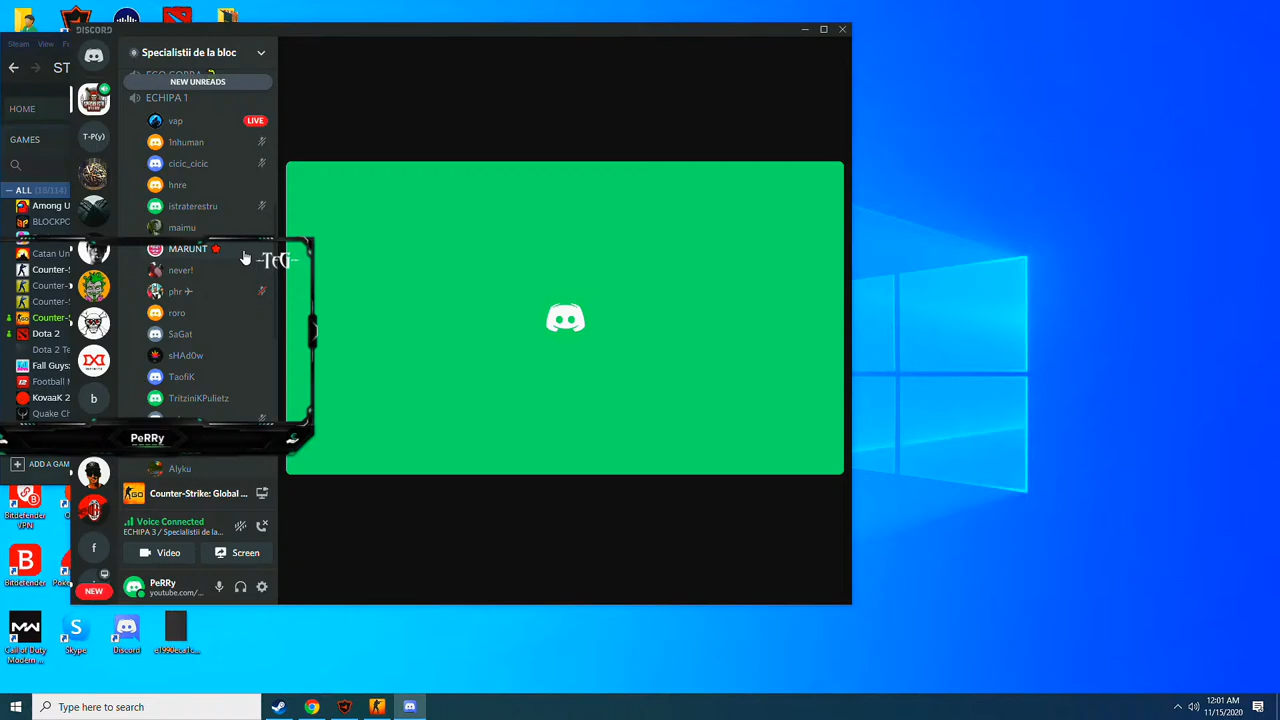 DISCORD
Steam View F
ST
HOME
GAMES
ALL (10/314)
Among U
BLOCKPO
Catan Un
Counter-S
Counter-
Counter-
Counter-
Dota 2
Dota 2 Te
Fall Guys:
Football M
KovaaK 2
Quake Ch
ADD A GAM
T-P(y)
b
f
NEW
Specialistii de la bloc
NEW UNREADS
ECHIPA 1
vap LIVE
1nhuman
cicic_cicic
hnre
istraterestru
maimu
MARUNT
never!
phr
roro
SaGat
sHAd0w
TaofiK
TritziniKPulietz
-TeG-
PeRRy
Alyku
Counter-Strike: Global ...
Voice Connected
ECHIPA 3 / Specialistii de la...
Video Screen
PeRRy
youtube.com/...
Bitdefender
VPN
Bitdefender
Call of Duty
Modern ...
Skype
Discord
e1990eca1c...
Type here to search
12:01 AM
11/15/2020